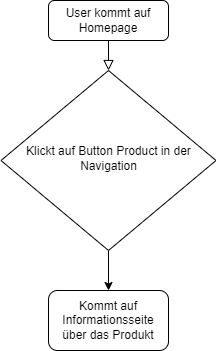 User kommt auf
Homepage
Klickt auf Button Product in der
Navigation
Kommt auf
Informationsseite
über das Produkt